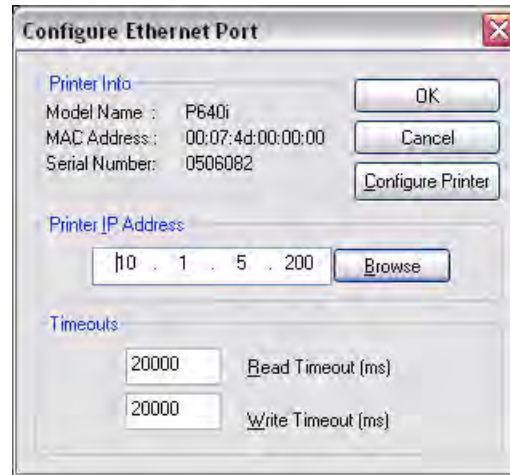 Configure Ethernet Port
Printer Into
Model Name : P640i
MAC Address : 00:07:4d:00:00:00
Serial Number: 0506082
OK
Cancel
Configure Printer
Printer IP Address
10 . 1 . 5 . 200
Browse
Timeouts
20000 Read Timeout (ms)
20000 Write Timeout (ms)